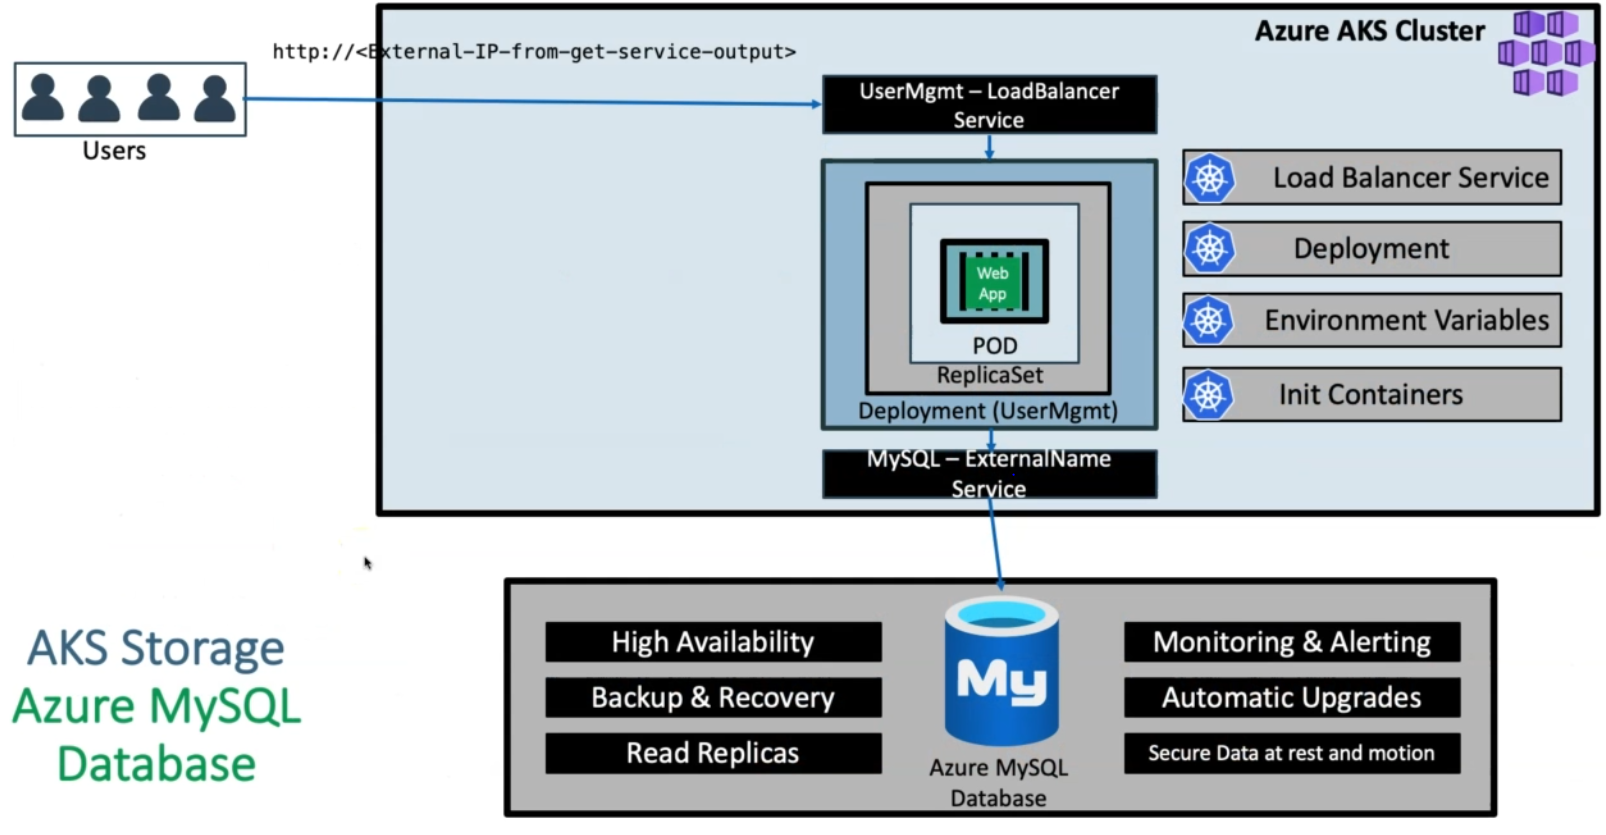 http://<External-IP-from-get-service-output>
Azure AKS Cluster
Users
UserMgmt – LoadBalancer
Service
Web
App
POD
ReplicaSet
Deployment (UserMgmt)
MySQL – ExternalName
Service
Load Balancer Service
Deployment
Environment Variables
Init Containers
AKS Storage
Azure MySQL
Database
High Availability
Backup & Recovery
Read Replicas
My
Azure MySQL
Database
Monitoring & Alerting
Automatic Upgrades
Secure Data at rest and motion